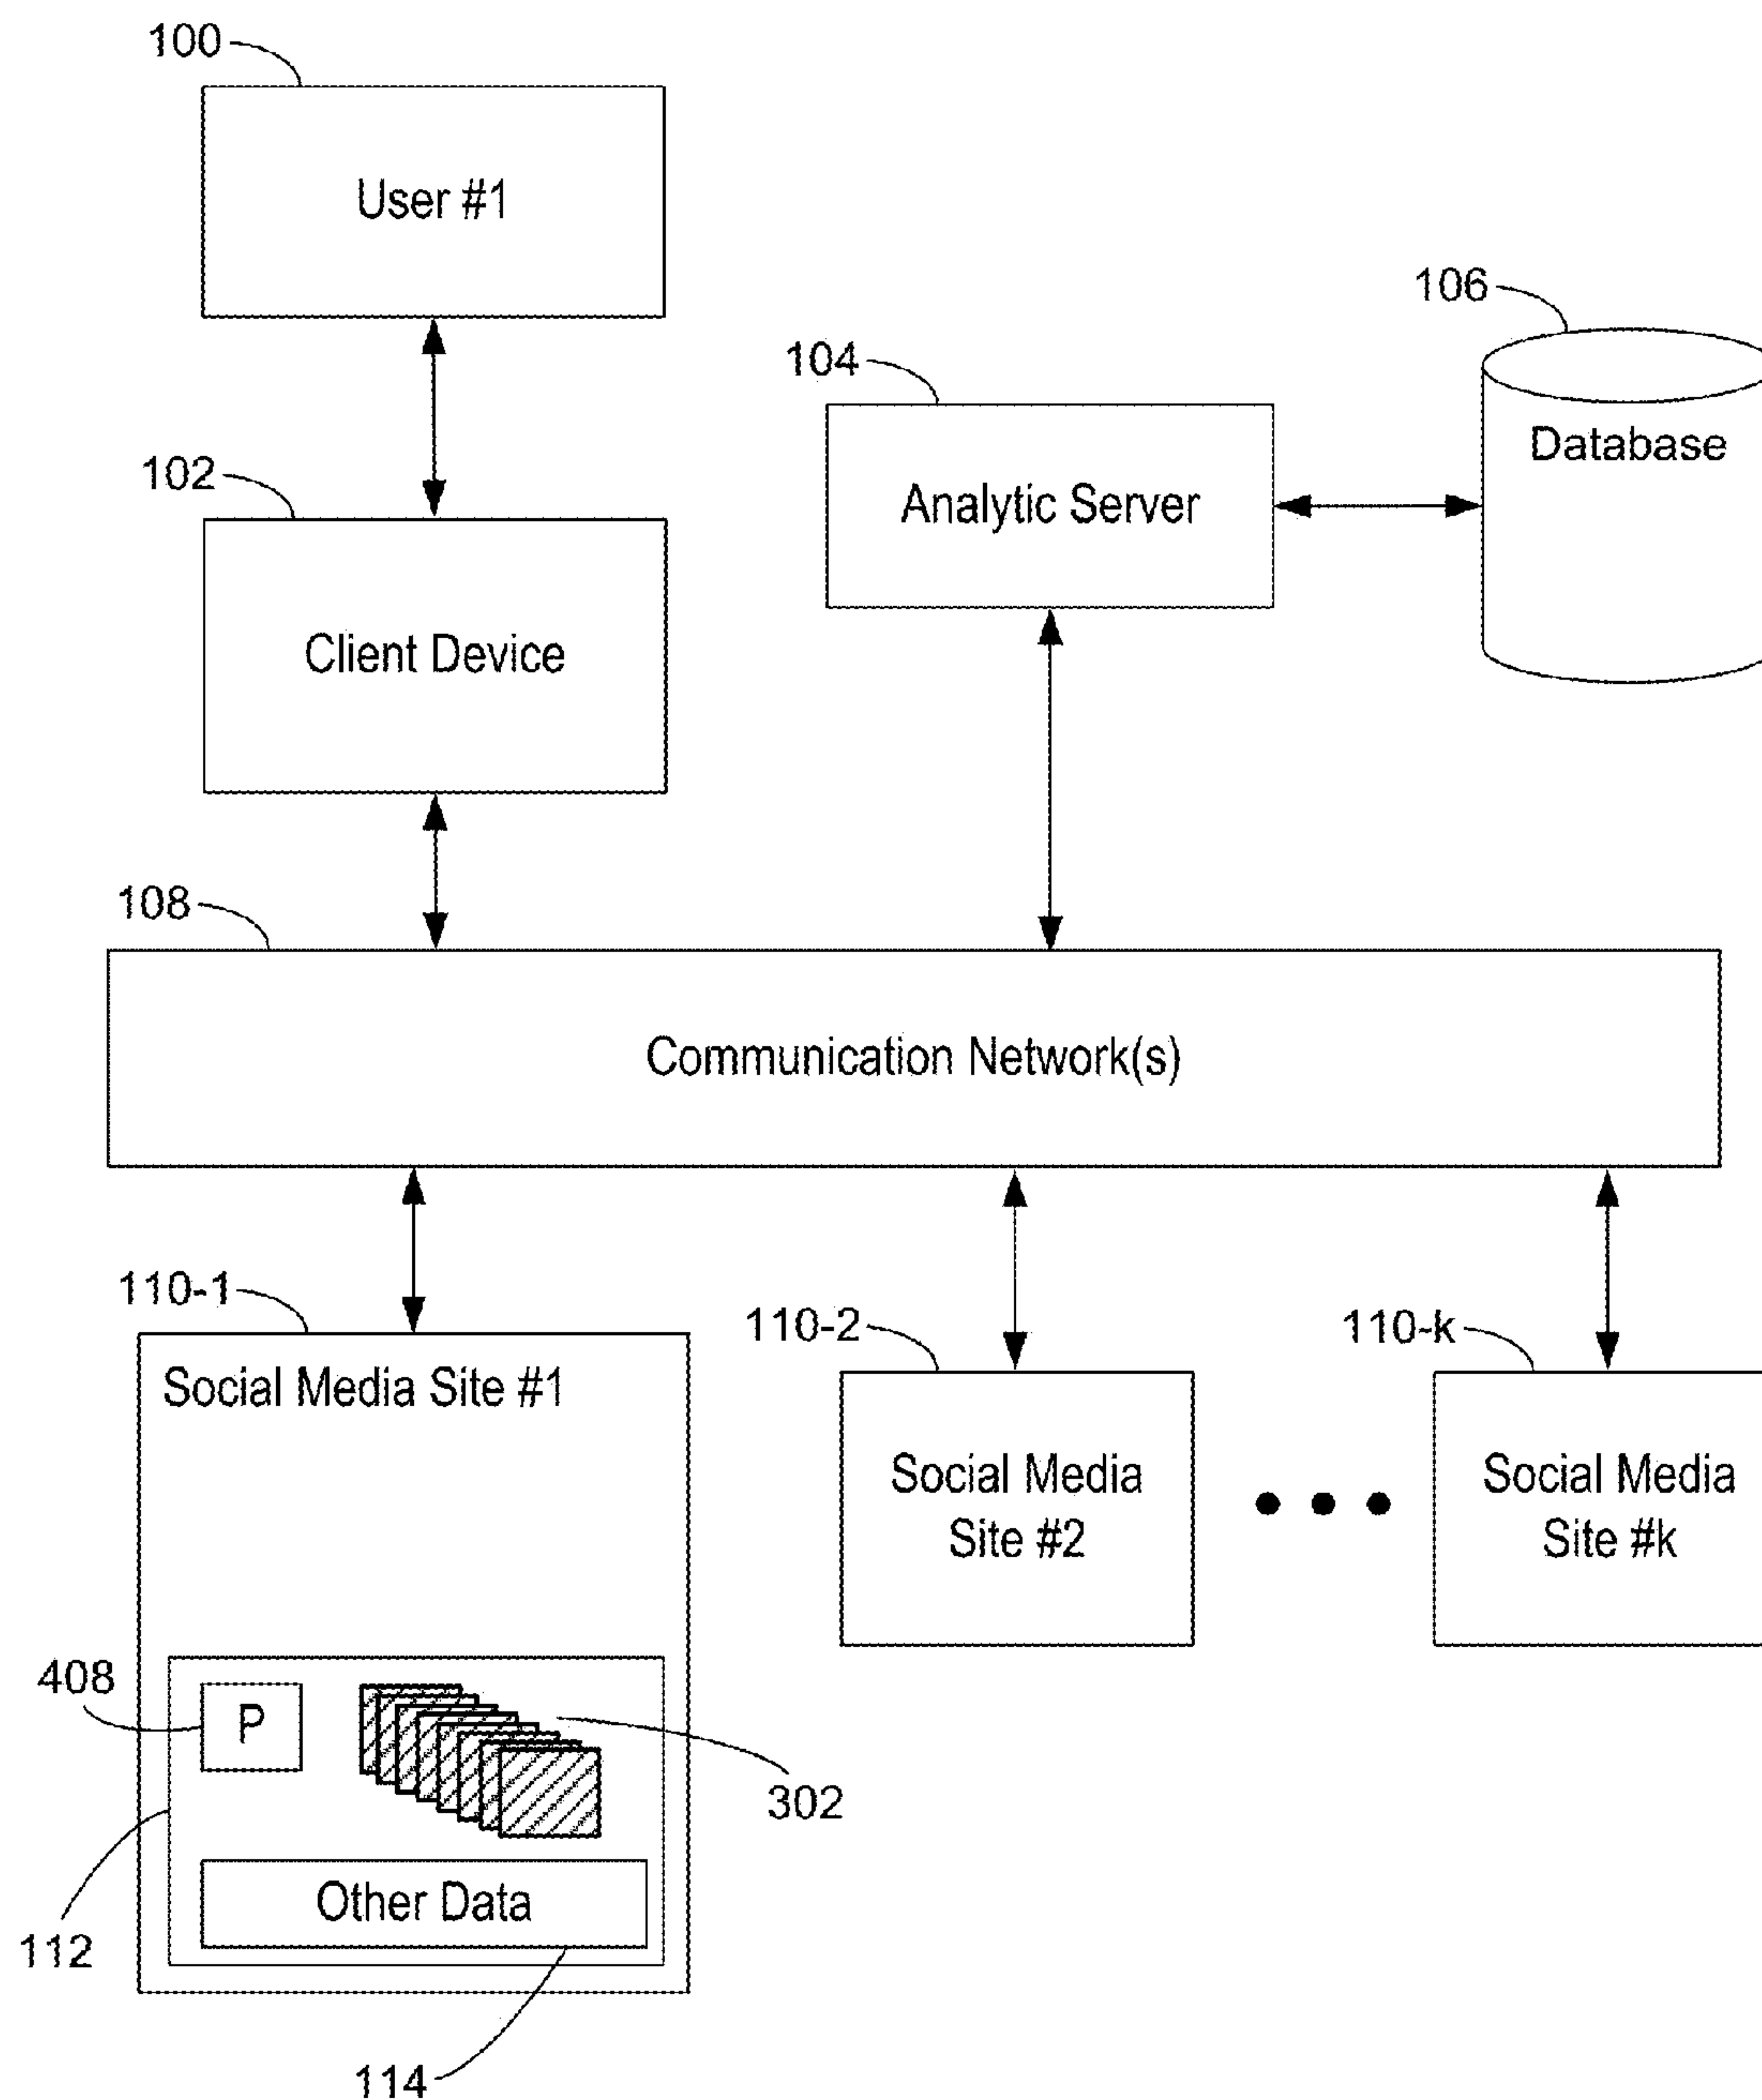 100
User #1
106
104
Database
102
Analytic Server
Client Device
108
Communication Network(s)
110-1
110-2
110-k
Social Media Site #1
Social Media
Site #2
Social Media
Site #k
408
P
302
Other Data
112
114